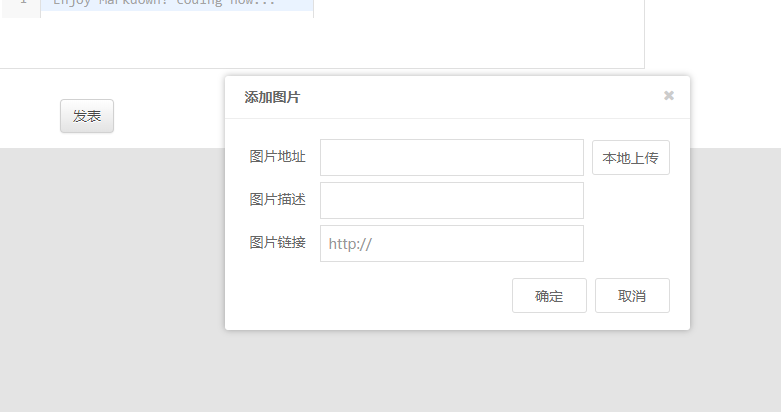 1 Enjoy Markdown! coding now...
发表
添加图片 ×
图片地址 本地上传
图片描述
图片链接 http://
确定 取消